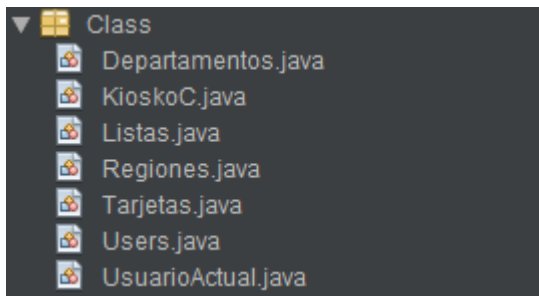 Class
Departamentos.java
KioskoC.java
Listas.java
Regiones.java
Tarjetas.java
Users.java
UsuarioActual.java